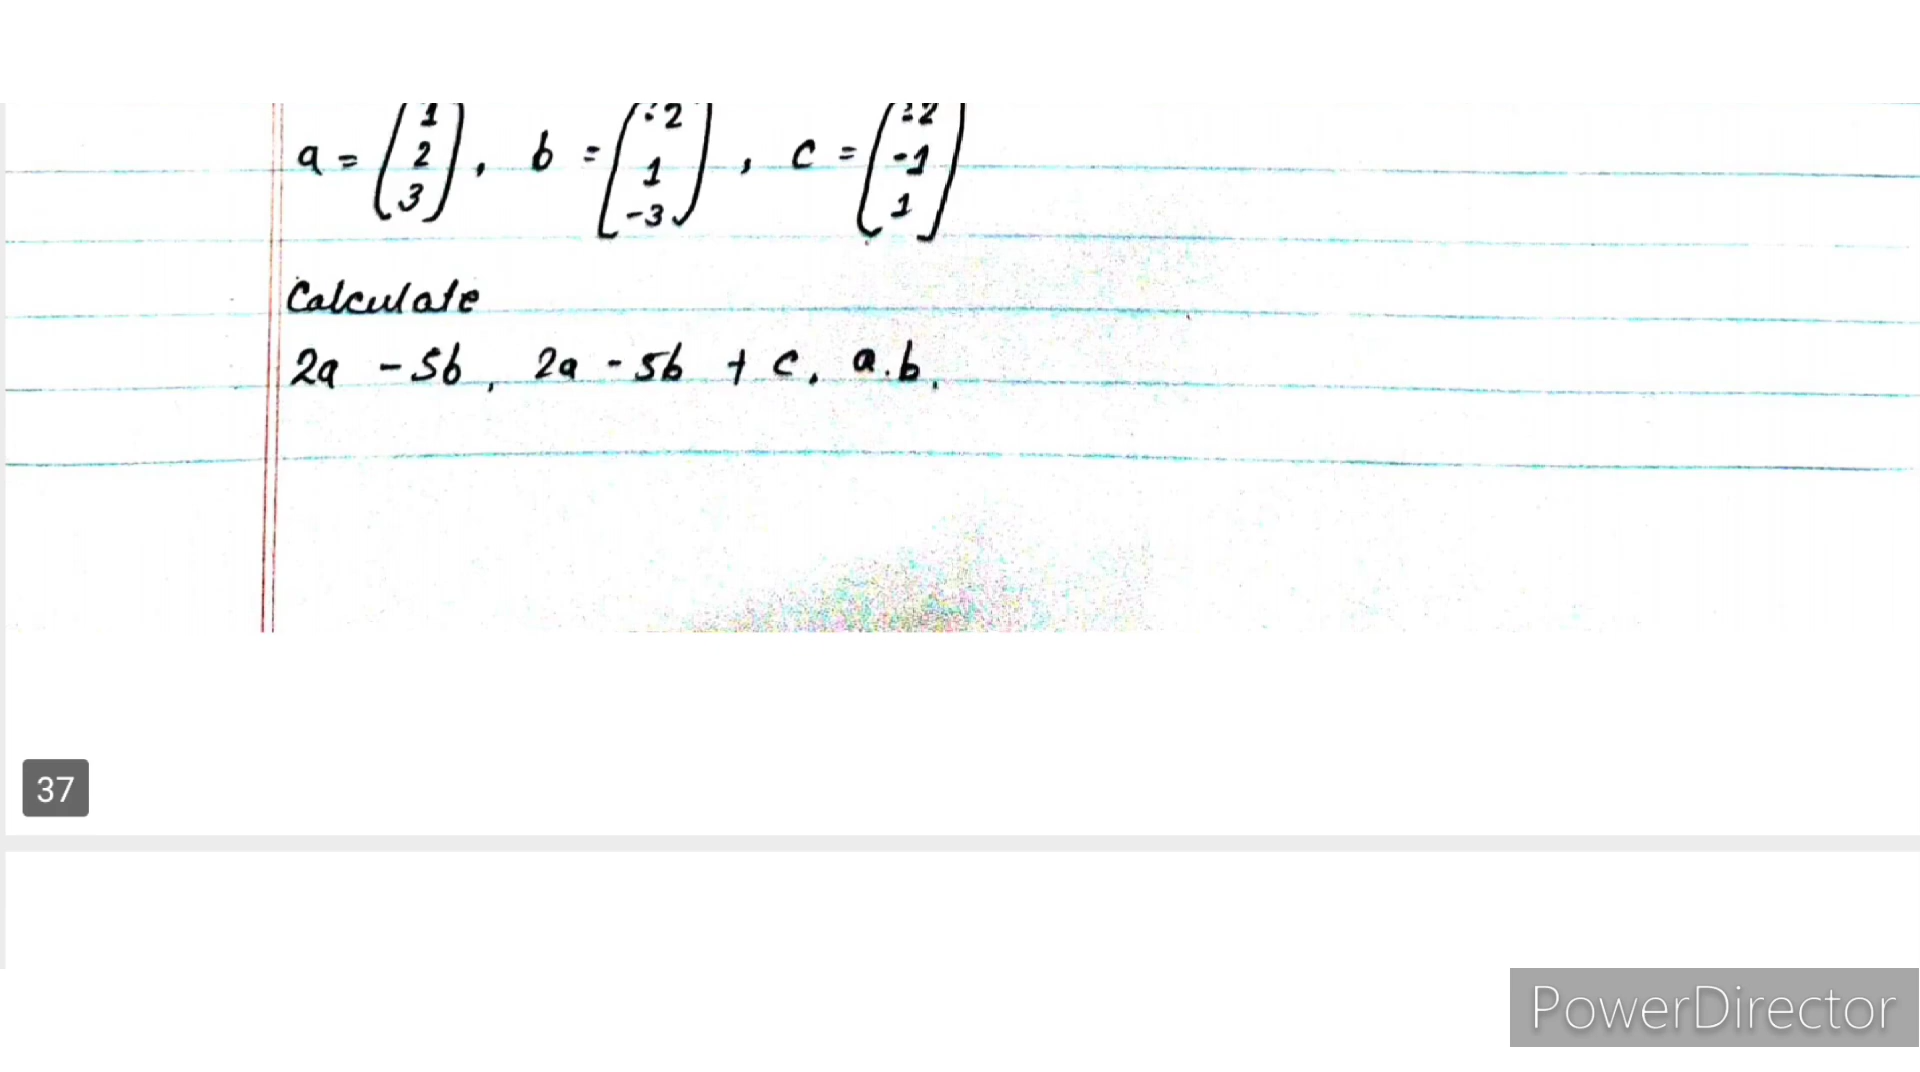 a = (1 2 3), b = (-2 1 -3), c = (-2 -1 1)
Calculate
2a - 5b, 2a - 5b + c, a.b,
37
PowerDirector